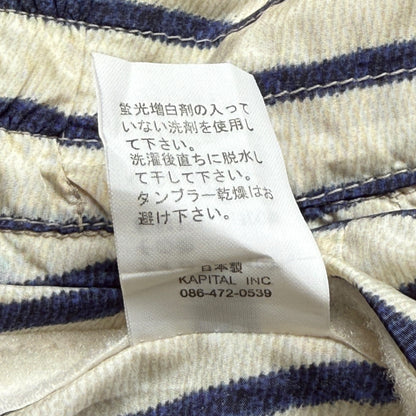 蛍光増白剤の入って
いない洗剤を使用し
て下さい。
洗濯後直ちに脱水し
て干して下さい。
タンブラー乾燥はお
避け下さい。
日本製
KAPITAL INC.
086-472-0539